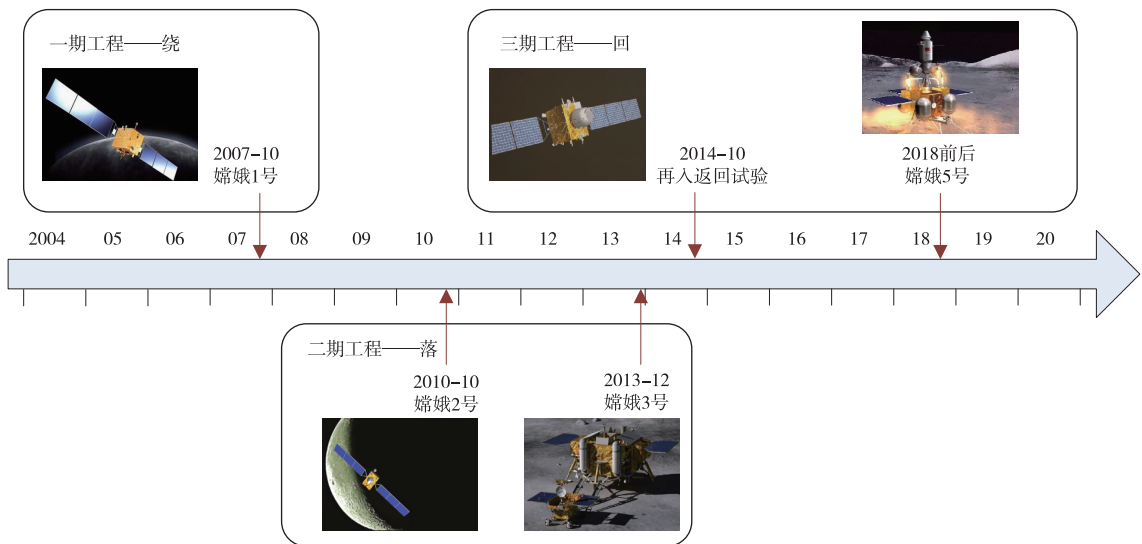 一期工程——绕
2007-10
嫦娥1号
三期工程——回
2014-10
再入返回试验
2018前后
嫦娥5号
2004 05 06 07 08 09 10 11 12 13 14 15 16 17 18 19 20
二期工程——落
2010-10
嫦娥2号
2013-12
嫦娥3号